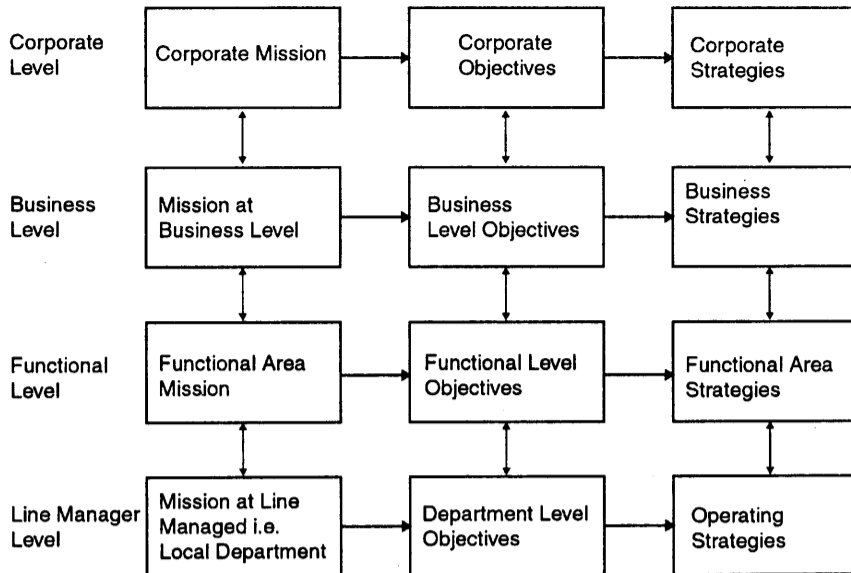 Corporate
Level
Corporate Mission
Corporate
Objectives
Corporate
Strategies
Business
Level
Mission at
Business Level
Business
Level Objectives
Business
Strategies
Functional
Level
Functional Area
Mission
Functional Level
Objectives
Functional Area
Strategies
Line Manager
Level
Mission at Line
Managed i.e.
Local Department
Department Level
Objectives
Operating
Strategies